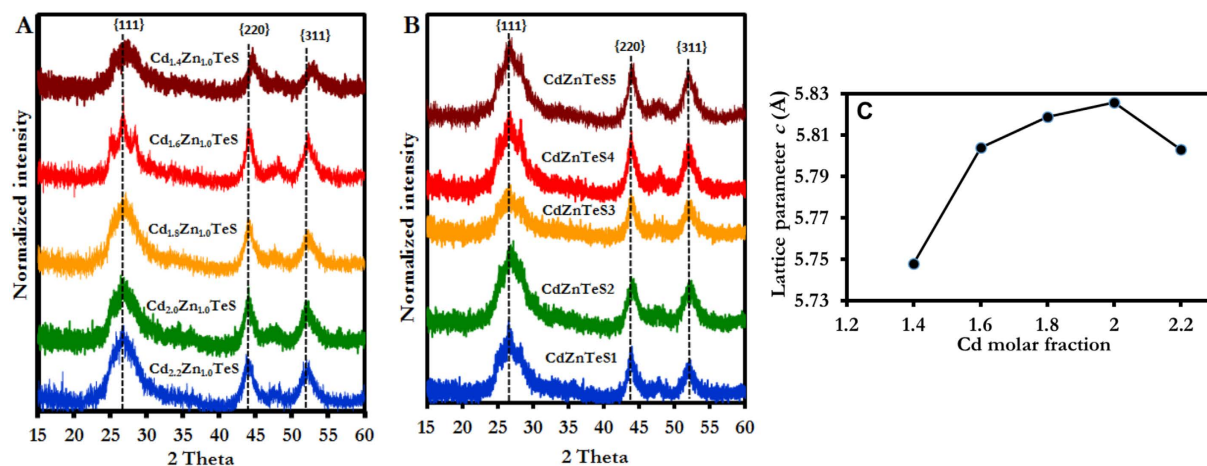 A
{111}
{220}
{311}
Cd1.4Zn1.0TeS
Cd1.6Zn1.0TeS
Cd1.8Zn1.0TeS
Cd2.0Zn1.0TeS
Cd2.2Zn1.0TeS
Normalized intensity
15 20 25 30 35 40 45 50 55 60
2 Theta
B
{111}
{220}
{311}
CdZnTeS5
CdZnTeS4
CdZnTeS3
CdZnTeS2
CdZnTeS1
Normalized intensity
15 20 25 30 35 40 45 50 55 60
2 Theta
C
Lattice parameter c (Å)
5.83
5.81
5.79
5.77
5.75
5.73
1.2 1.4 1.6 1.8 2 2.2
Cd molar fraction